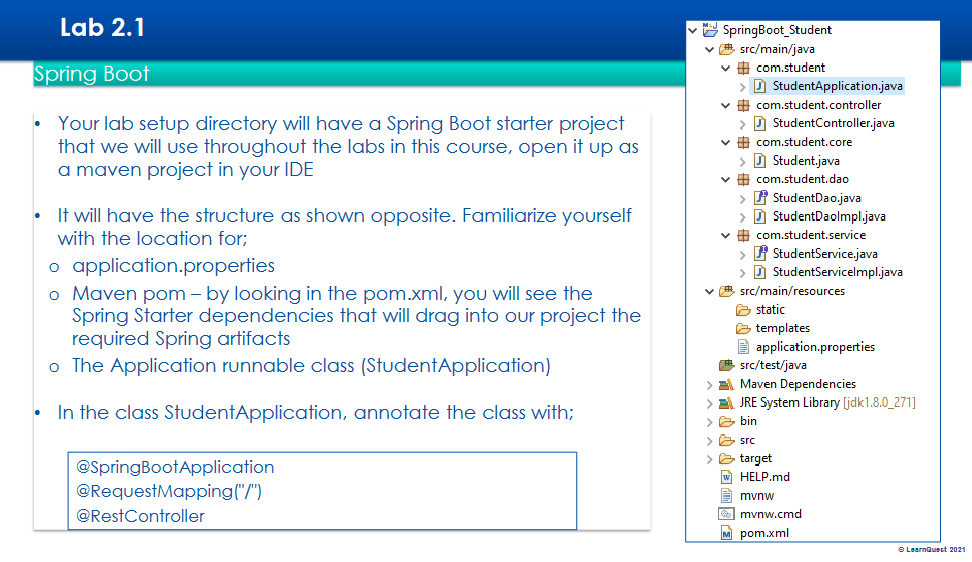 Lab 2.1
Spring Boot
• Your lab setup directory will have a Spring Boot starter project
that we will use throughout the labs in this course, open it up as
a maven project in your IDE
• It will have the structure as shown opposite. Familiarize yourself
with the location for;
o application.properties
o Maven pom – by looking in the pom.xml, you will see the
Spring Starter dependencies that will drag into our project the
required Spring artifacts
o The Application runnable class (StudentApplication)
• In the class StudentApplication, annotate the class with;
@SpringBootApplication
@RequestMapping("/")
@RestController
SpringBoot_Student
src/main/java
com.student
StudentApplication.java
com.student.controller
StudentController.java
com.student.core
Student.java
com.student.dao
StudentDao.java
StudentDaoImpl.java
com.student.service
StudentService.java
StudentServiceImpl.java
src/main/resources
static
templates
application.properties
src/test/java
Maven Dependencies
JRE System Library [jdk1.8.0_271]
bin
src
target
HELP.md
mvnw
mvnw.cmd
pom.xml
© LearnQuest 2021